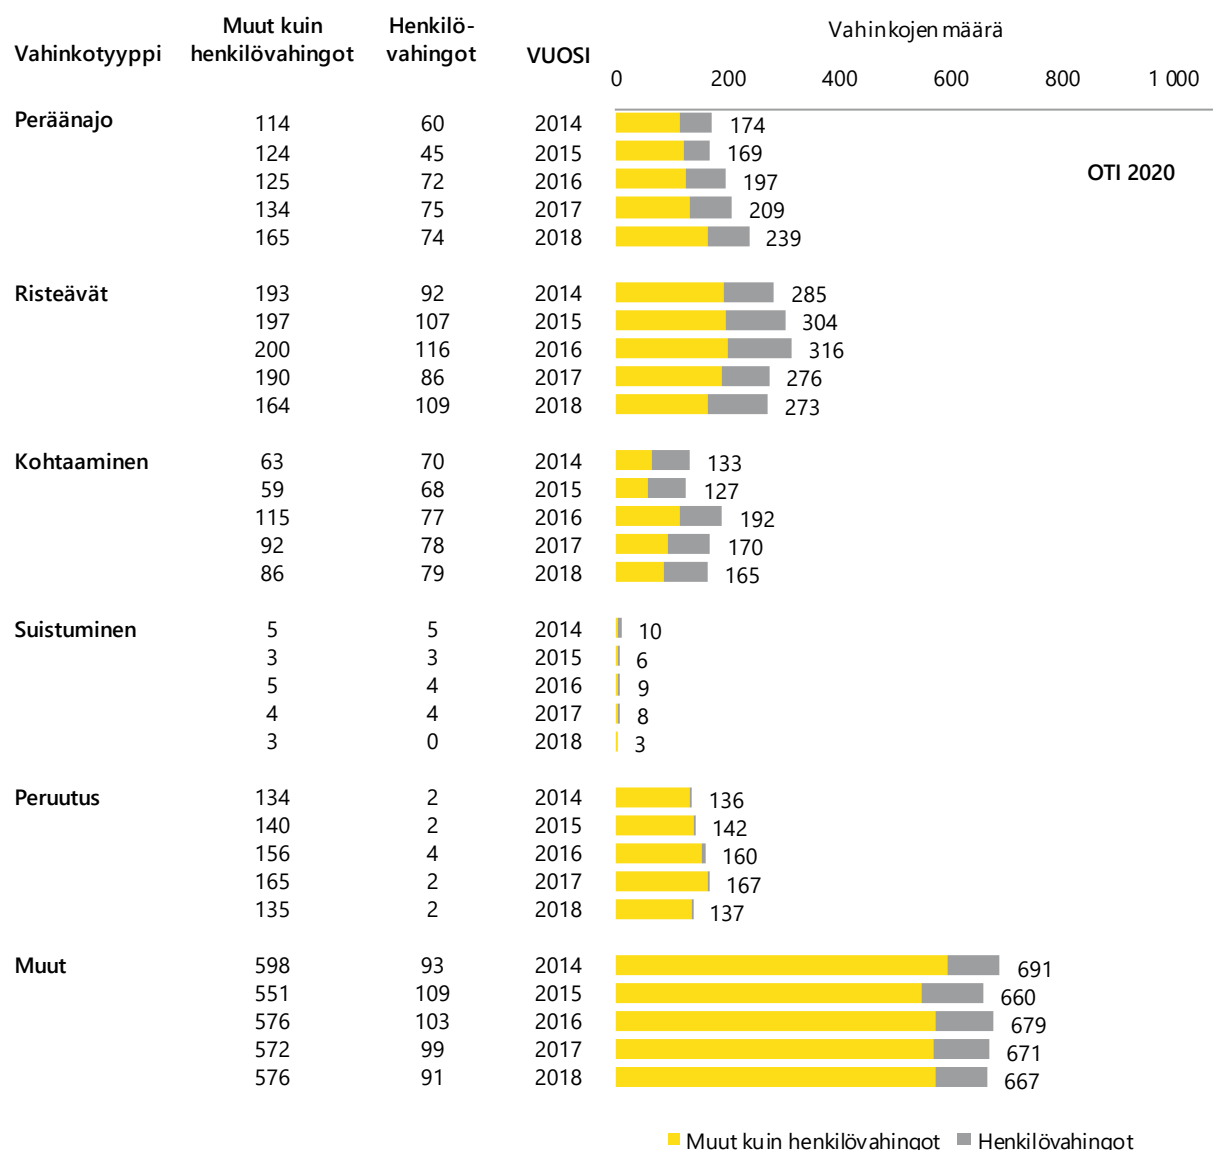 Vahinkotyyppi Muut kuin henkilövahingot Henkilö-vahingot VUOSI Vahinkojen määrä
0 200 400 600 800 1 000
Peräänajo 114 60 2014 174
124 45 2015 169
OTI 2020
125 72 2016 197
134 75 2017 209
165 74 2018 239
Risteävät 193 92 2014 285
197 107 2015 304
200 116 2016 316
190 86 2017 276
164 109 2018 273
Kohtaaminen 63 70 2014 133
59 68 2015 127
115 77 2016 192
92 78 2017 170
86 79 2018 165
Suistuminen 5 5 2014 10
3 3 2015 6
5 4 2016 9
4 4 2017 8
3 0 2018 3
Peruutus 134 2 2014 136
140 2 2015 142
156 4 2016 160
165 2 2017 167
135 2 2018 137
Muut 598 93 2014 691
551 109 2015 660
576 103 2016 679
572 99 2017 671
576 91 2018 667
Muut kuin henkilövahingot Henkilövahingot